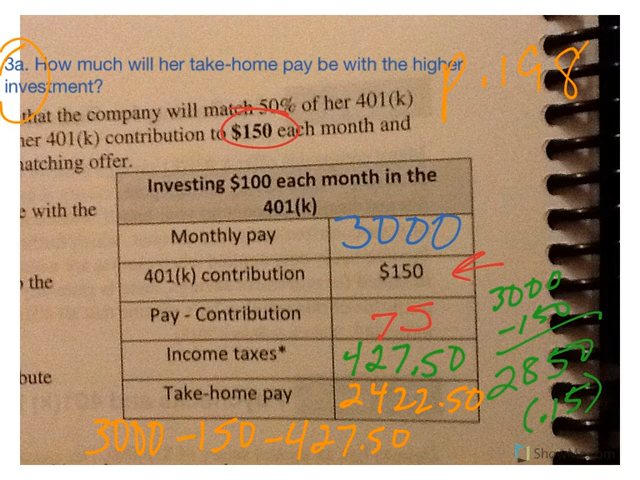 p.198
3a. How much will her take-home pay be with the higher
investment?
that the company will match 50% of her 401(k)
her 401(k) contribution to $150 each month and
matching offer.
e with the
the
bute
Investing $100 each month in the
401(k)
Monthly pay 3000
401(k) contribution $150
Pay - Contribution 75
Income taxes* 427.50
Take-home pay 2422.50
3000
-150
2850
(.15)
3000-150-427.50